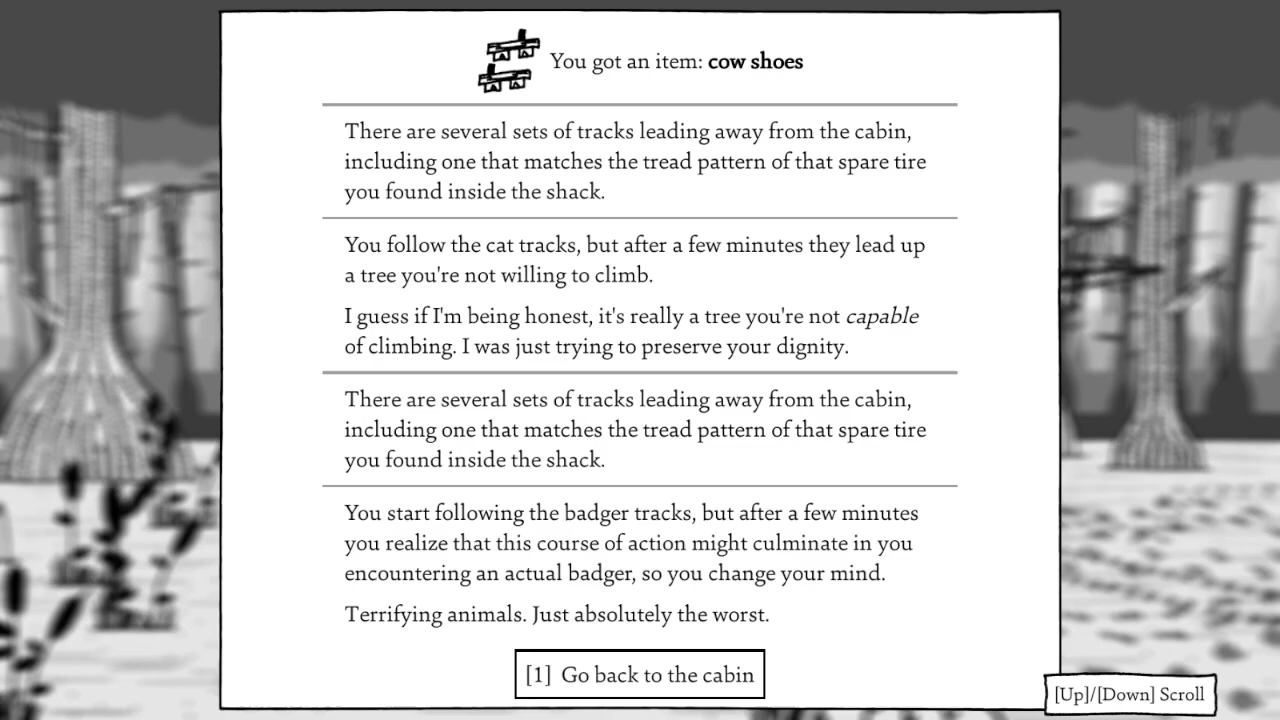 You got an item: cow shoes
There are several sets of tracks leading away from the cabin,
including one that matches the tread pattern of that spare tire
you found inside the shack.
You follow the cat tracks, but after a few minutes they lead up
a tree you're not willing to climb.
I guess if I'm being honest, it's really a tree you're not capable
of climbing. I was just trying to preserve your dignity.
There are several sets of tracks leading away from the cabin,
including one that matches the tread pattern of that spare tire
you found inside the shack.
You start following the badger tracks, but after a few minutes
you realize that this course of action might culminate in you
encountering an actual badger, so you change your mind.
Terrifying animals. Just absolutely the worst.
[1] Go back to the cabin
[Up]/[Down] Scroll